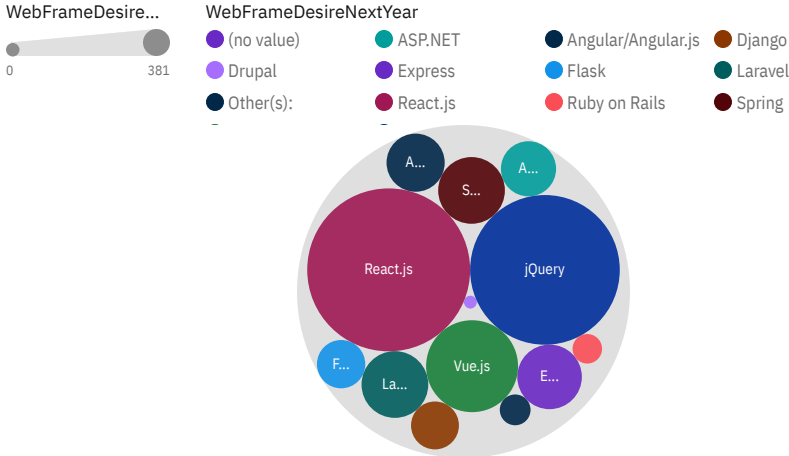 WebFrameDesire...
0 381
WebFrameDesireNextYear
(no value) ASP.NET Angular/Angular.js Django
Drupal Express Flask Laravel
Other(s): React.js Ruby on Rails Spring
A...
A...
S...
React.js jQuery
F...
Vue.js
La...
E...